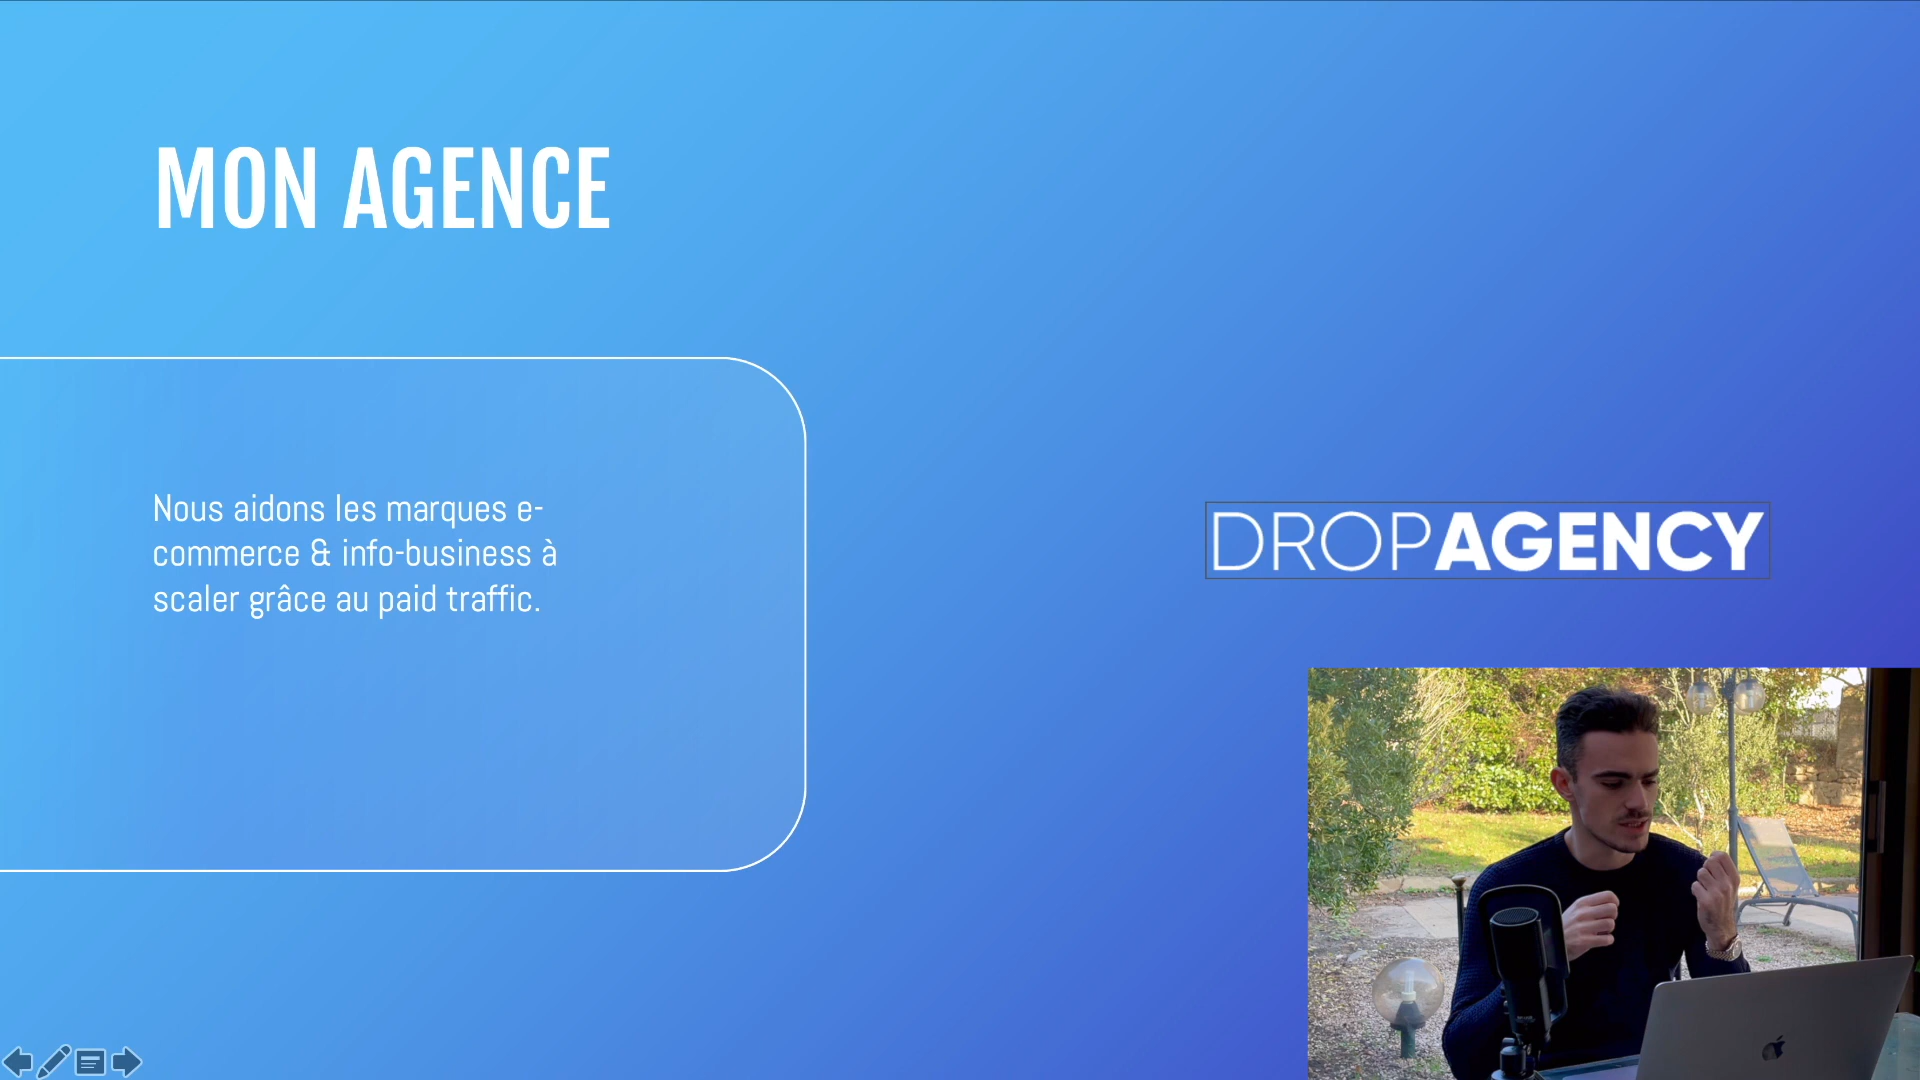 MON AGENCE
Nous aidons les marques e-
commerce & info-business à
scaler grâce au paid traffic.
DROPAGENCY